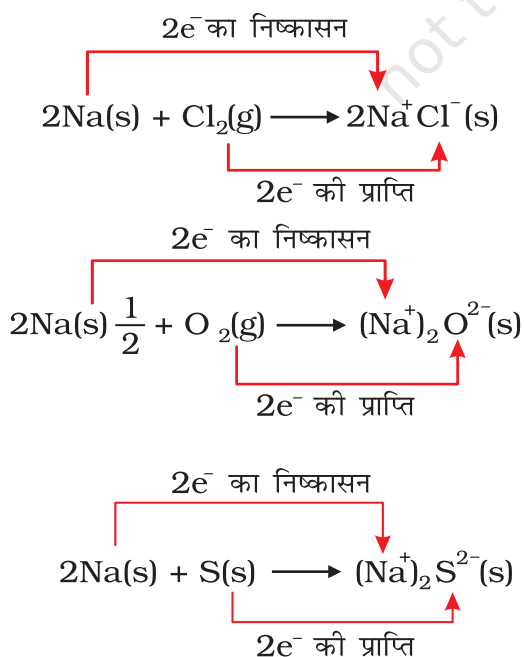 not t
2e⁻ का निष्कासन
2Na(s) + Cl₂(g) ⟶ 2Na⁺Cl⁻(s)
2e⁻ की प्राप्ति
2e⁻ का निष्कासन
2Na(s) 1/2 + O₂(g) ⟶ (Na⁺)₂O²⁻(s)
2e⁻ की प्राप्ति
2e⁻ का निष्कासन
2Na(s) + S(s) ⟶ (Na⁺)₂S²⁻(s)
2e⁻ की प्राप्ति